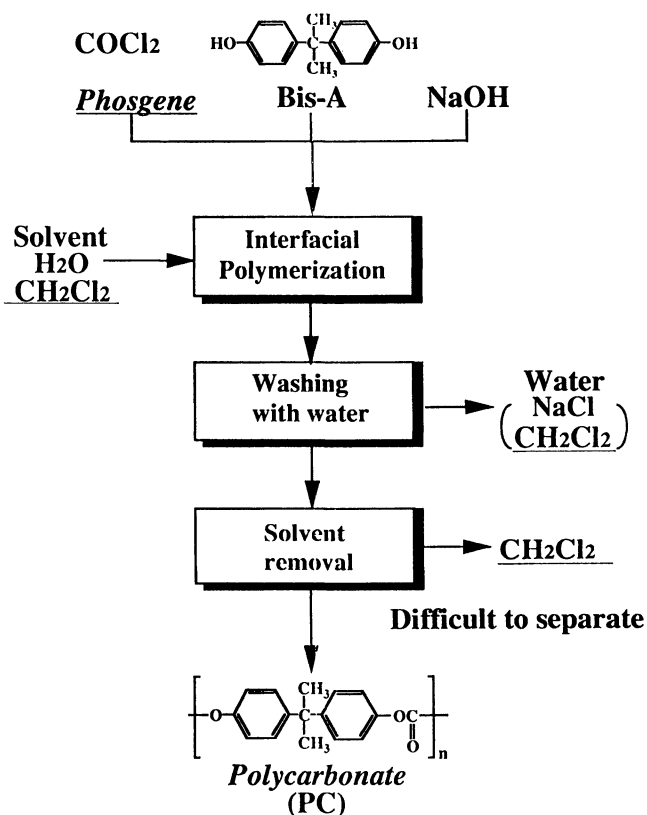 COCl2
CH3
HO
C
OH
CH3
Phosgene
Bis-A
NaOH
Solvent
H2O
CH2Cl2
Interfacial
Polymerization
Washing
with water
Water
NaCl
(CH2Cl2)
Solvent
removal
CH2Cl2
Difficult to separate
CH3
O
C
OC
CH3
O
n
Polycarbonate
(PC)